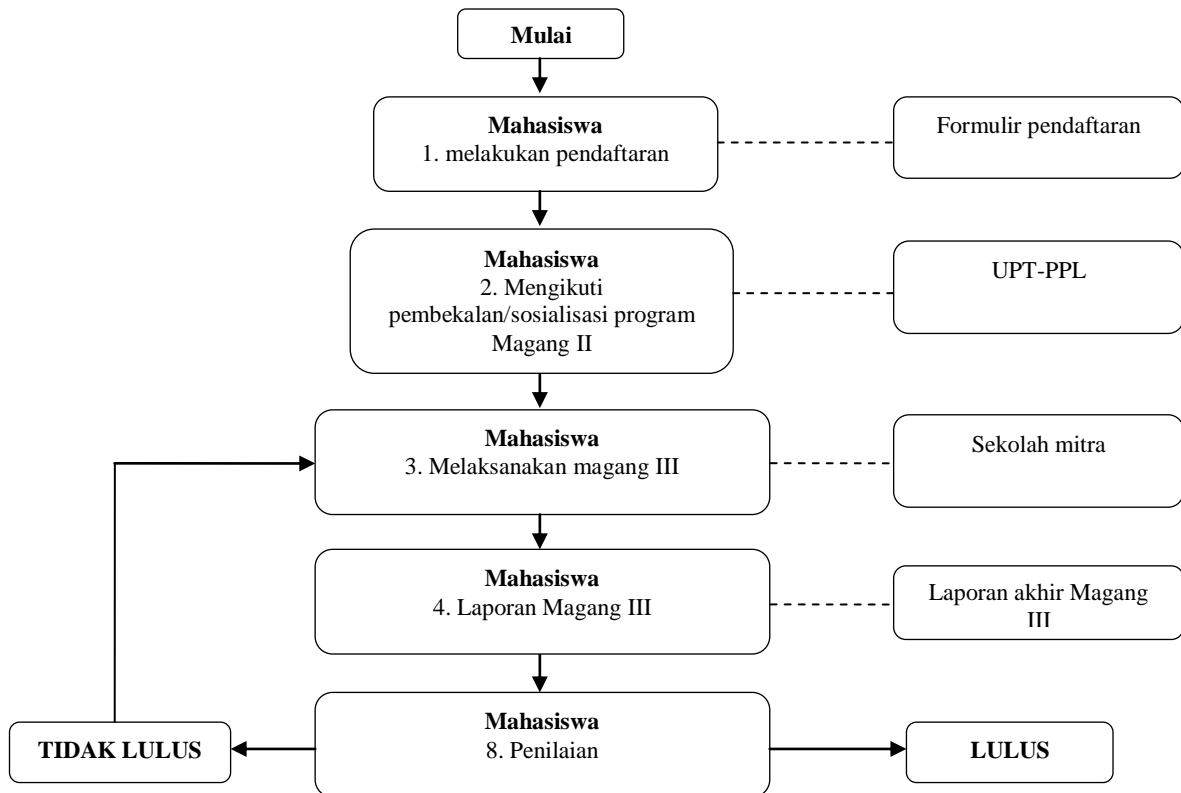 Mulai
Mahasiswa
1. melakukan pendaftaran
Formulir pendaftaran
Mahasiswa
2. Mengikuti
pembekalan/sosialisasi program
Magang II
UPT-PPL
Mahasiswa
3. Melaksanakan magang III
Sekolah mitra
Mahasiswa
4. Laporan Magang III
Laporan akhir Magang
III
Mahasiswa
8. Penilaian
TIDAK LULUS
LULUS